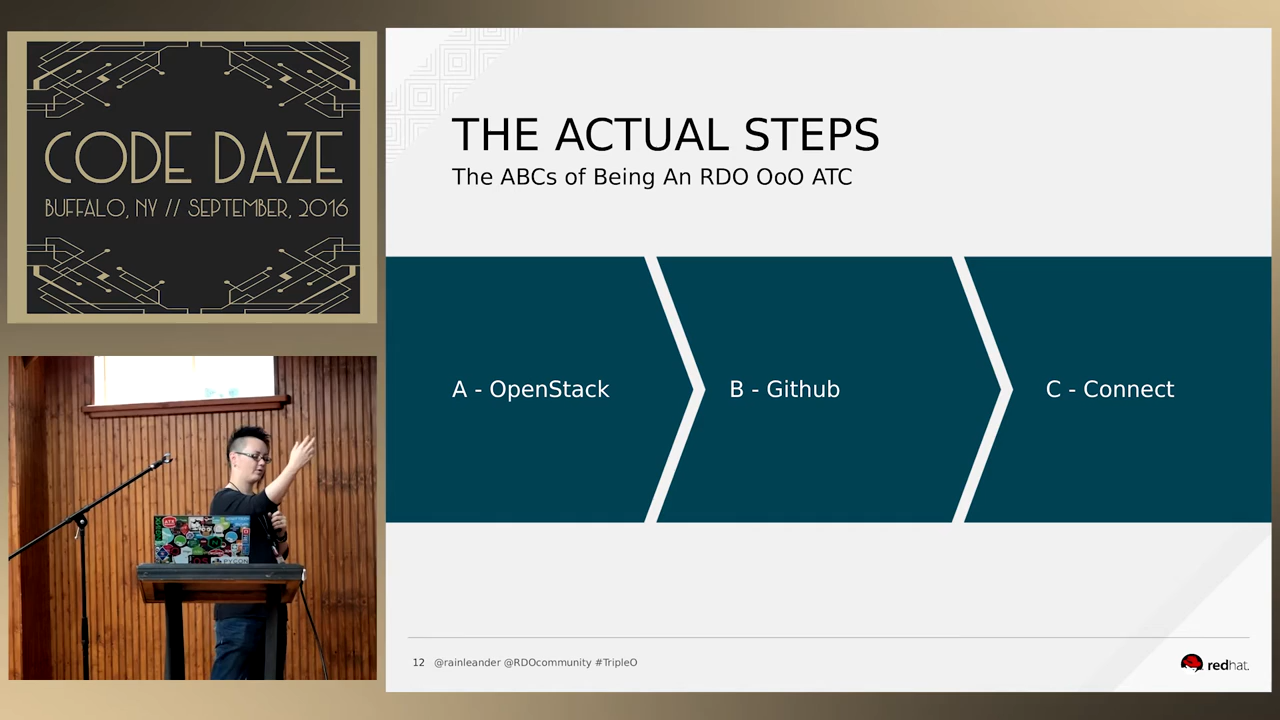 CODE DAZE
BUFFALO, NY // SEPTEMBER, 2016
THE ACTUAL STEPS
The ABCs of Being An RDO OoO ATC
A - OpenStack
B - Github
C - Connect
12 @rainleander @RDOcommunity #TripleO
redhat.
PYCON